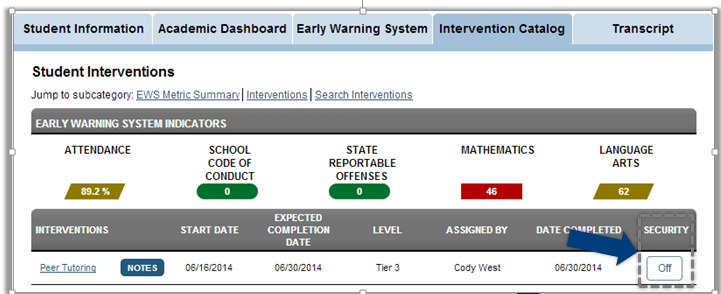 Student Information Academic Dashboard Early Warning System Intervention Catalog Transcript
Student Interventions
Jump to subcategory: EWS Metric Summary | Interventions | Search Interventions
EARLY WARNING SYSTEM INDICATORS
ATTENDANCE
89.2 %
SCHOOL
CODE OF
CONDUCT
0
STATE
REPORTABLE
OFFENSES
0
MATHEMATICS
46
LANGUAGE
ARTS
62
INTERVENTIONS START DATE EXPECTED COMPLETION DATE LEVEL ASSIGNED BY DATE COMPLETED SECURITY
Peer Tutoring NOTES 06/16/2014 06/30/2014 Tier 3 Cody West 06/30/2014 Off